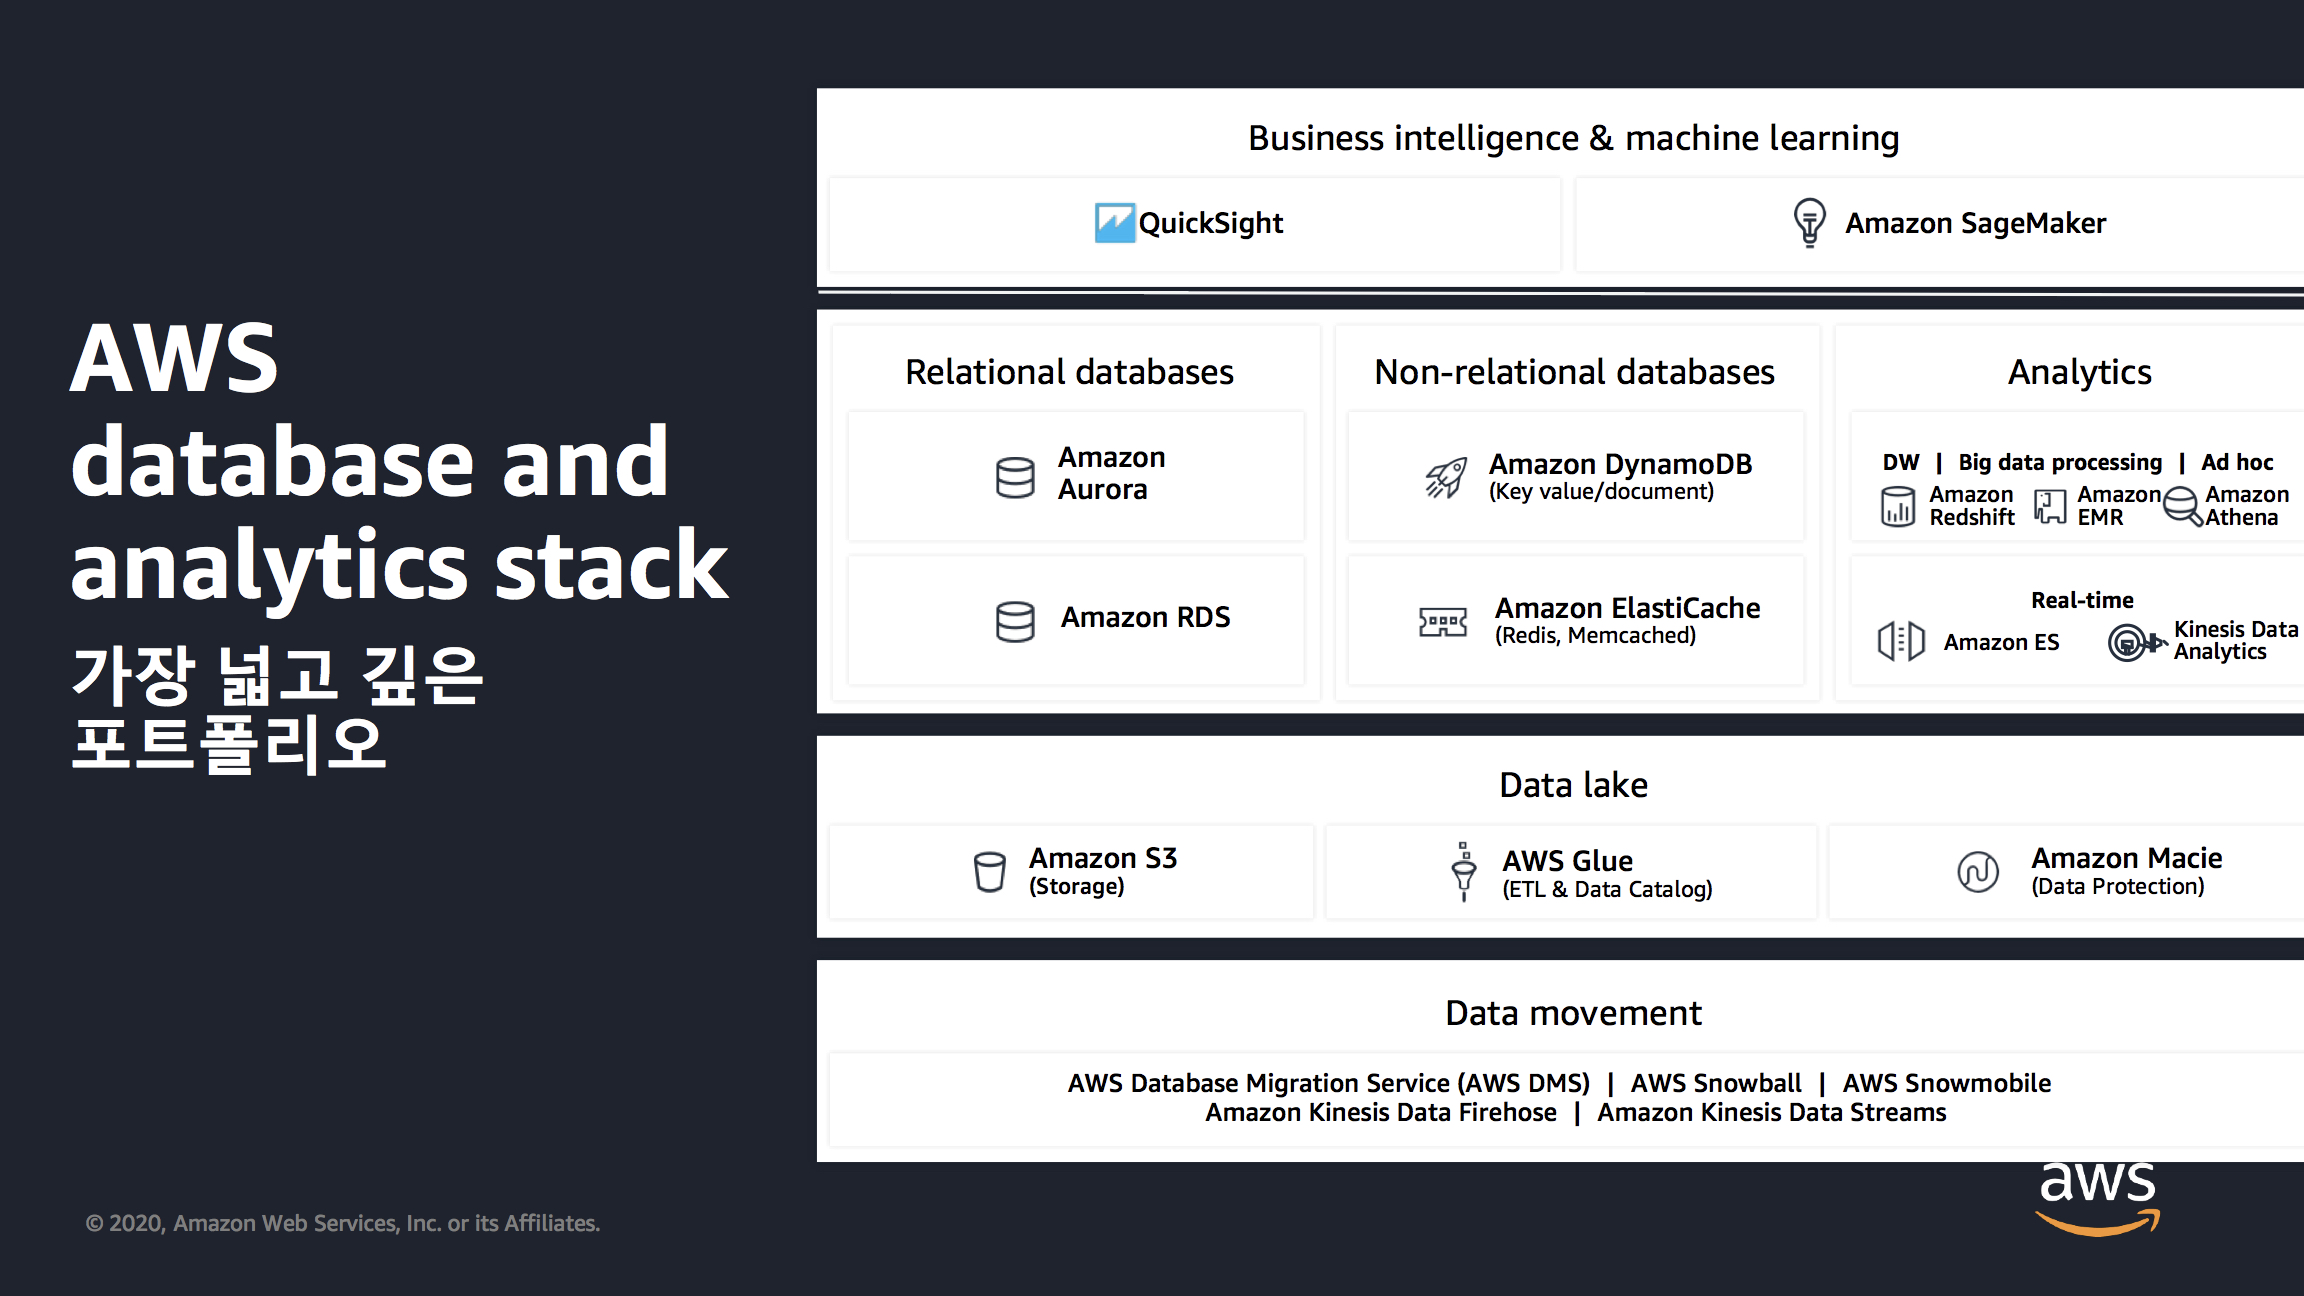 AWS
database and
analytics stack
가장 넓고 깊은
포트폴리오
Business intelligence & machine learning
QuickSight
Amazon SageMaker
Relational databases
Amazon
Aurora
Amazon RDS
Non-relational databases
Amazon DynamoDB
(Key value/document)
Amazon ElastiCache
(Redis, Memcached)
Analytics
DW | Big data processing | Ad hoc
Amazon
Redshift
Amazon
EMR
Amazon
Athena
Real-time
Amazon ES
Kinesis Data
Analytics
Data lake
Amazon S3
(Storage)
AWS Glue
(ETL & Data Catalog)
Amazon Macie
(Data Protection)
Data movement
AWS Database Migration Service (AWS DMS) | AWS Snowball | AWS Snowmobile
Amazon Kinesis Data Firehose | Amazon Kinesis Data Streams
© 2020, Amazon Web Services, Inc. or its Affiliates.
aws